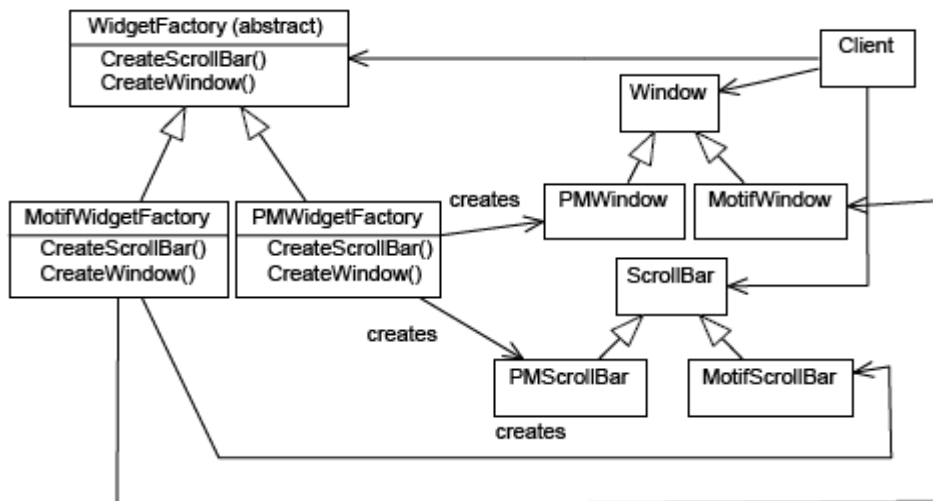 WidgetFactory (abstract)
CreateScrollBar()
CreateWindow()
Client
Window
MotifWidgetFactory
CreateScrollBar()
CreateWindow()
PMWidgetFactory
CreateScrollBar()
CreateWindow()
creates
PMWindow
MotifWindow
ScrollBar
creates
PMScrollBar
MotifScrollBar
creates